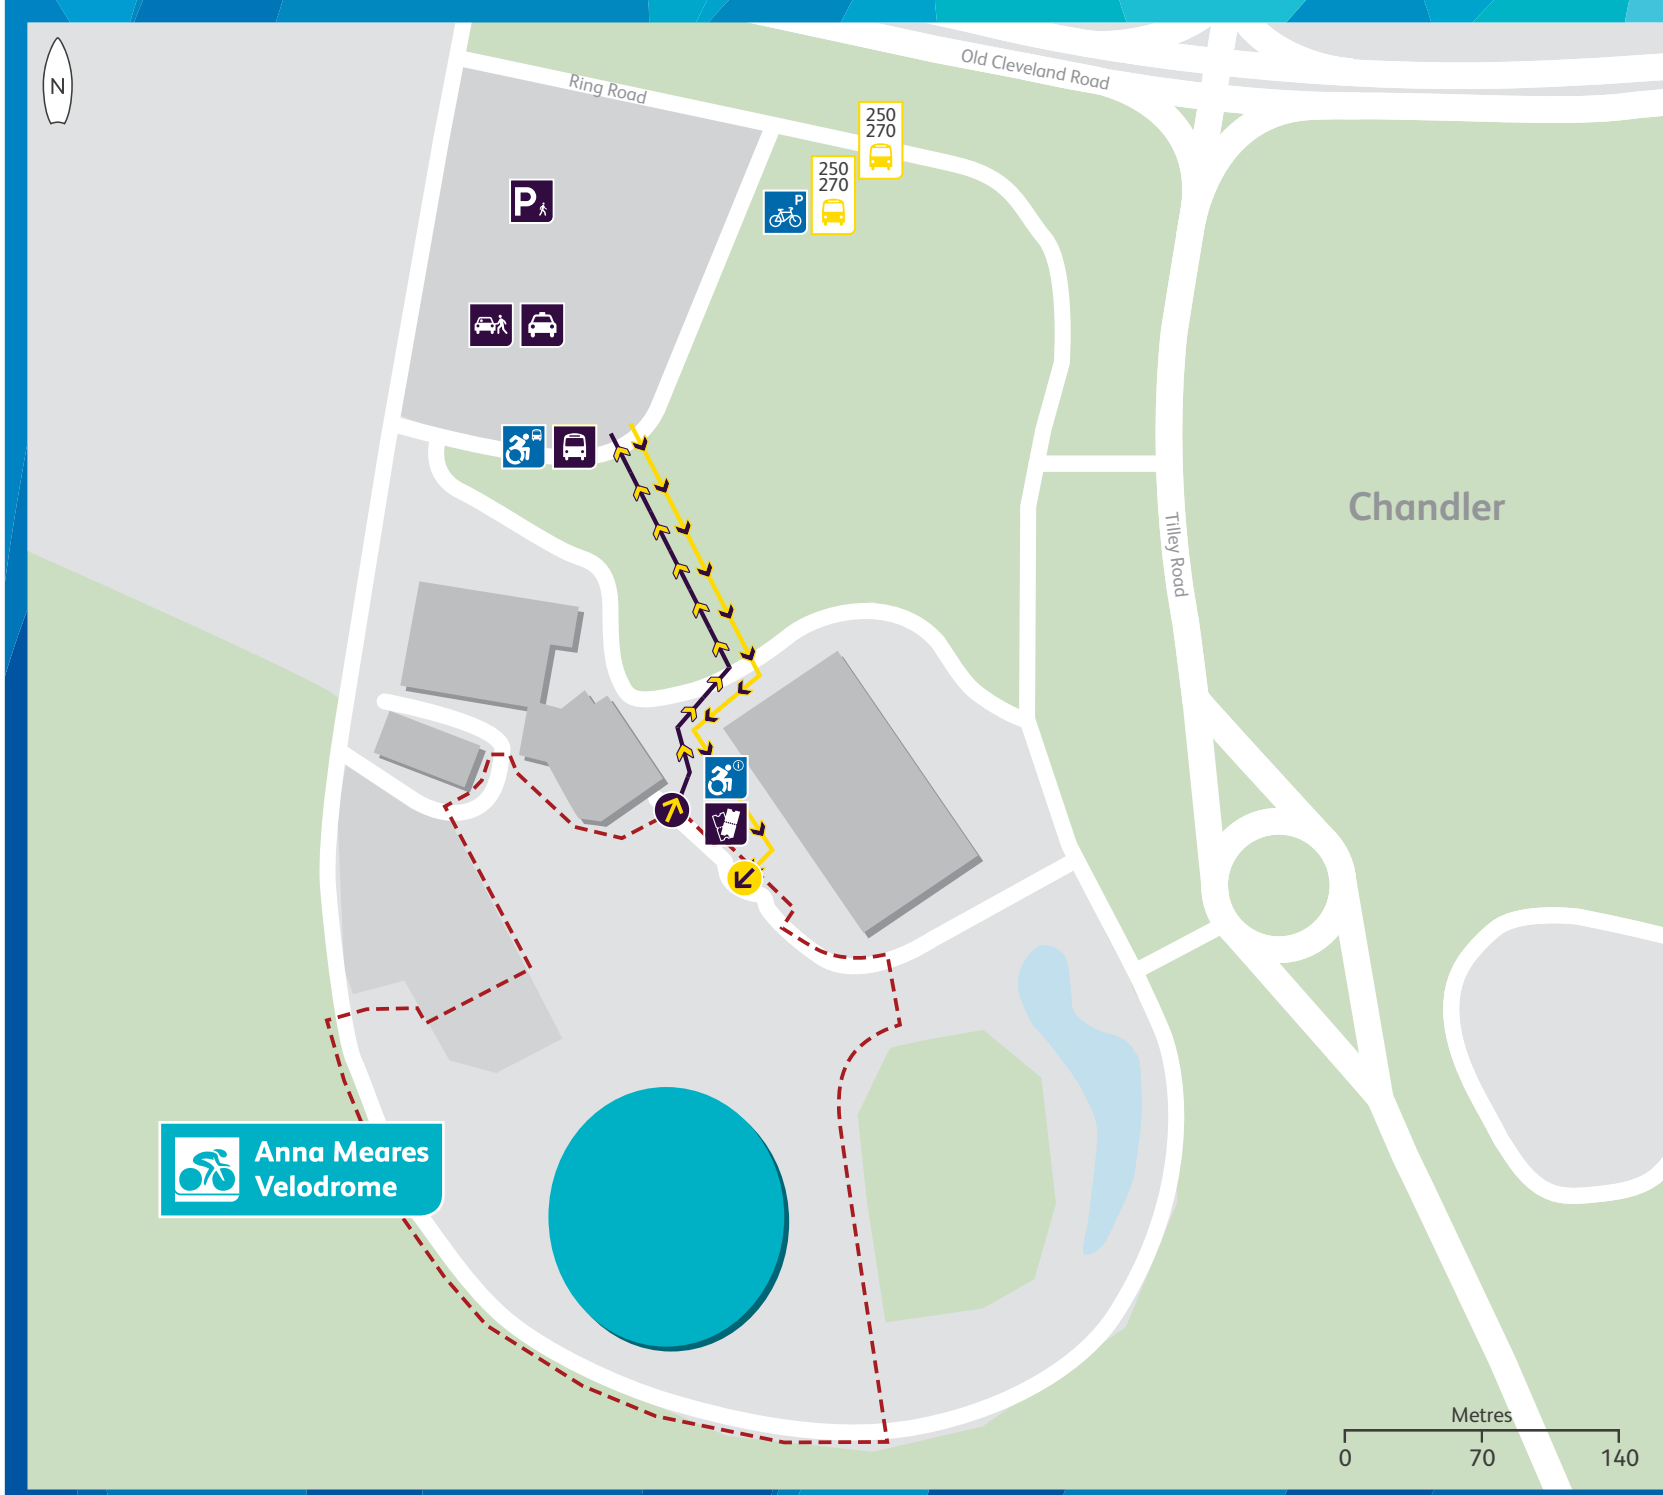 N
Ring Road
Old Cleveland Road
250
270
250
270
P
P
Chandler
Tilley Road
i
Anna Meares
Velodrome
Metres
0 70 140